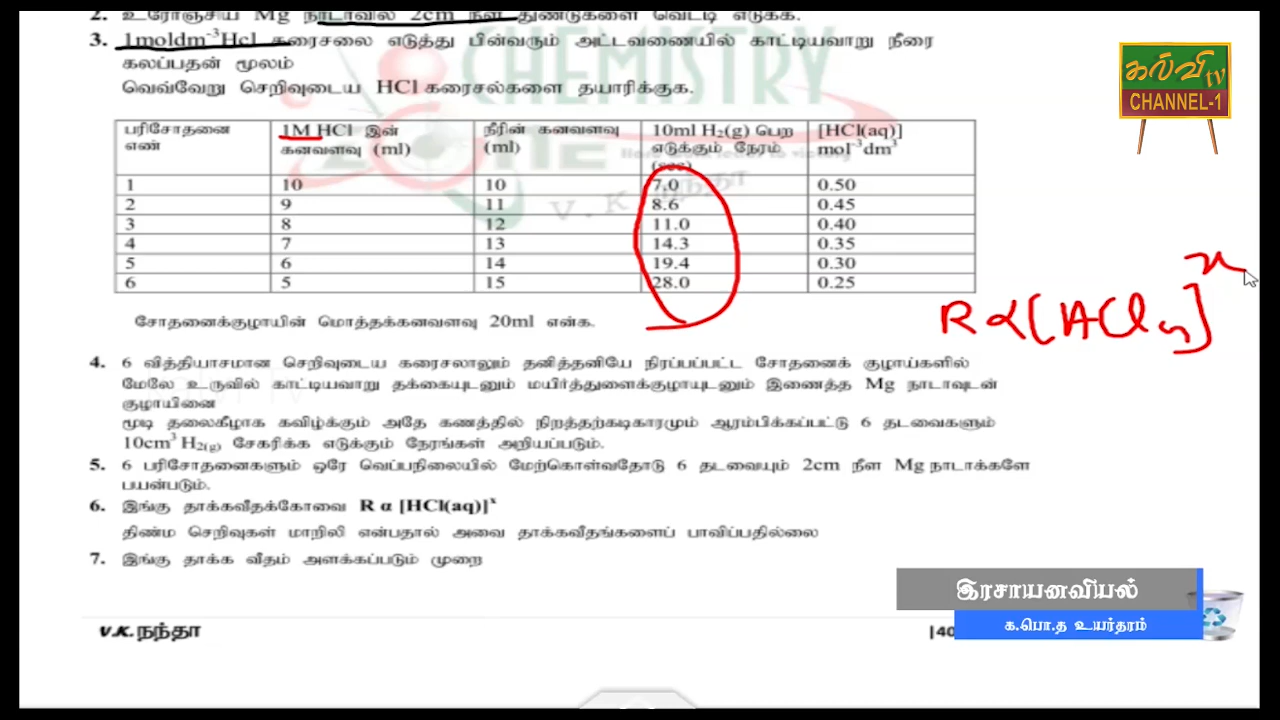 2. உரோஞ்சிய Mg நாடாவில் 2cm நீள துண்டுகளை வெட்டி எடுக்க.
3. 1moldm⁻³Hcl கரைசலை எடுத்து பின்வரும் அட்டவணையில் காட்டியவாறு நீரை
கலப்பதன் மூலம்
வெவ்வேறு செறிவுடைய HCl கரைசல்களை தயாரிக்குக.
CHEMISTRY
கல்வி tv
CHANNEL-1
பரிசோதனை எண் | 1M HCl இன் கனவளவு (ml) | நீரின் கனவளவு (ml) | 10ml H₂(g) பெற எடுக்கும் நேரம் (sec) | [HCl(aq)] mol⁻³dm³
1 | 10 | 10 | 7.0 | 0.50
2 | 9 | 11 | 8.6 | 0.45
3 | 8 | 12 | 11.0 | 0.40
4 | 7 | 13 | 14.3 | 0.35
5 | 6 | 14 | 19.4 | 0.30
6 | 5 | 15 | 28.0 | 0.25
சோதனைக்குழாயின் மொத்தக்கனவளவு 20ml என்க.
4. 6 வித்தியாசமான செறிவுடைய கரைசலாலும் தனித்தனியே நிரப்பப்பட்ட சோதனைக் குழாய்களில்
மேலே உருவில் காட்டியவாறு தக்கையுடனும் மயிர்த்துளைக்குழாயுடனும் இணைத்த Mg நாடாவுடன்
குழாயினை
மூடி தலைகீழாக கவிழ்க்கும் அதே கணத்தில் நிறுத்தற்கடிகாரமும் ஆரம்பிக்கப்பட்டு 6 தடவைகளும்
10cm³ H₂₍g₎ சேகரிக்க எடுக்கும் நேரங்கள் அறியப்படும்.
5. 6 பரிசோதனைகளும் ஒரே வெப்பநிலையில் மேற்கொள்வதோடு 6 தடவையும் 2cm நீள Mg நாடாக்களே
பயன்படும்.
6. இங்கு தாக்கவீதக்கோவை R α [HCl(aq)]ˣ
திண்ம செறிவுகள் மாறிலி என்பதால் அவை தாக்கவீதங்களைப் பாவிப்பதில்லை
7. இங்கு தாக்க வீதம் அளக்கப்படும் முறை
V.K.நந்தா
|40
இரசாயனவியல்
க.பொ.த உயர்தரம்